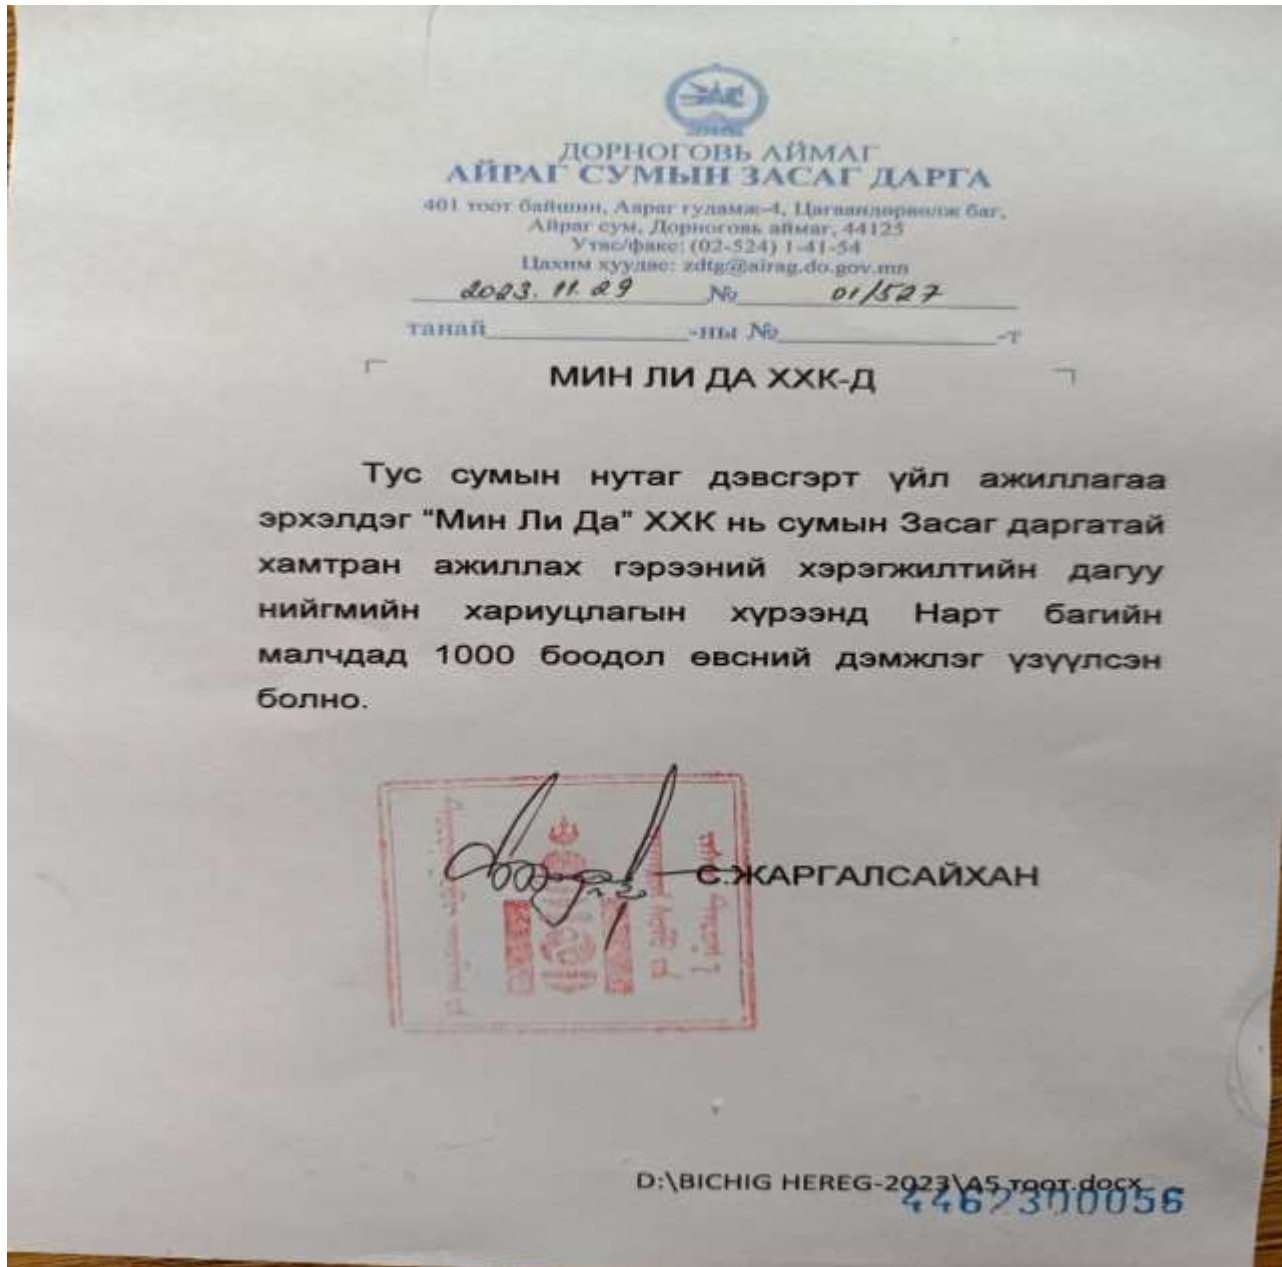 ДОРНОГОВЬ АЙМАГ
АЙРАГ СУМЫН ЗАСАГ ДАРГА
401 тоот байшин, Айраг гудамж-4, Цагаандөрвөлж баг,
Айраг сум, Дорноговь аймаг, 44125
Утас/факс: (02-524) 1-41-54
Цахим хуудас: zdtg@airag.do.gov.mn
2023. 11. 29 № 01/527
танай -ны № -т
МИН ЛИ ДА ХХК-Д
Тус сумын нутаг дэвсгэрт үйл ажиллагаа
эрхэлдэг "Мин Ли Да" ХХК нь сумын Засаг даргатай
хамтран ажиллах гэрээний хэрэгжилтийн дагуу
нийгмийн хариуцлагын хүрээнд Нарт багийн
малчдад 1000 боодол өвсний дэмжлэг үзүүлсэн
болно.
С.ЖАРГАЛСАЙХАН
D:\BICHIG HEREG-2023\A5 тоот.docx
4462300056